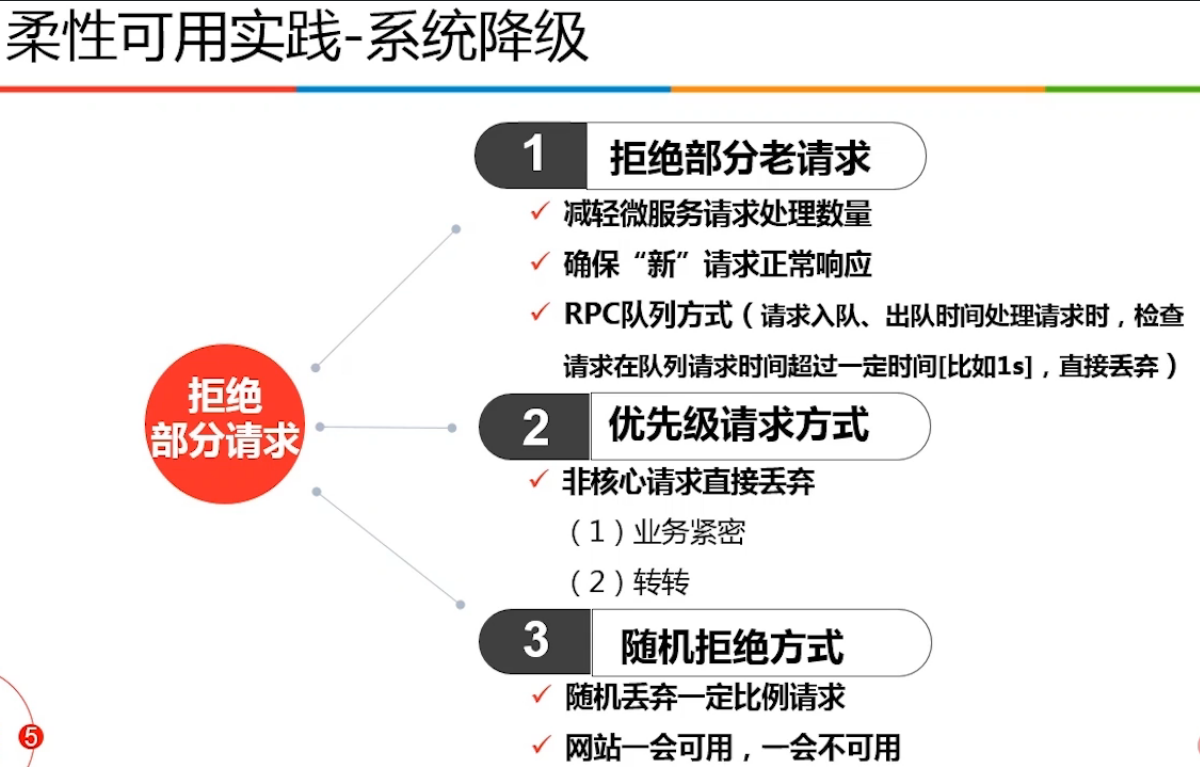 柔性可用实践-系统降级
1 拒绝部分老请求
✓ 减轻微服务请求处理数量
✓ 确保“新”请求正常响应
✓ RPC队列方式（请求入队、出队时间处理请求时，检查
请求在队列请求时间超过一定时间[比如1s]，直接丢弃）
拒绝
部分请求
2 优先级请求方式
✓ 非核心请求直接丢弃
（1）业务紧密
（2）转转
3 随机拒绝方式
✓ 随机丢弃一定比例请求
✓ 网站一会可用，一会不可用
5